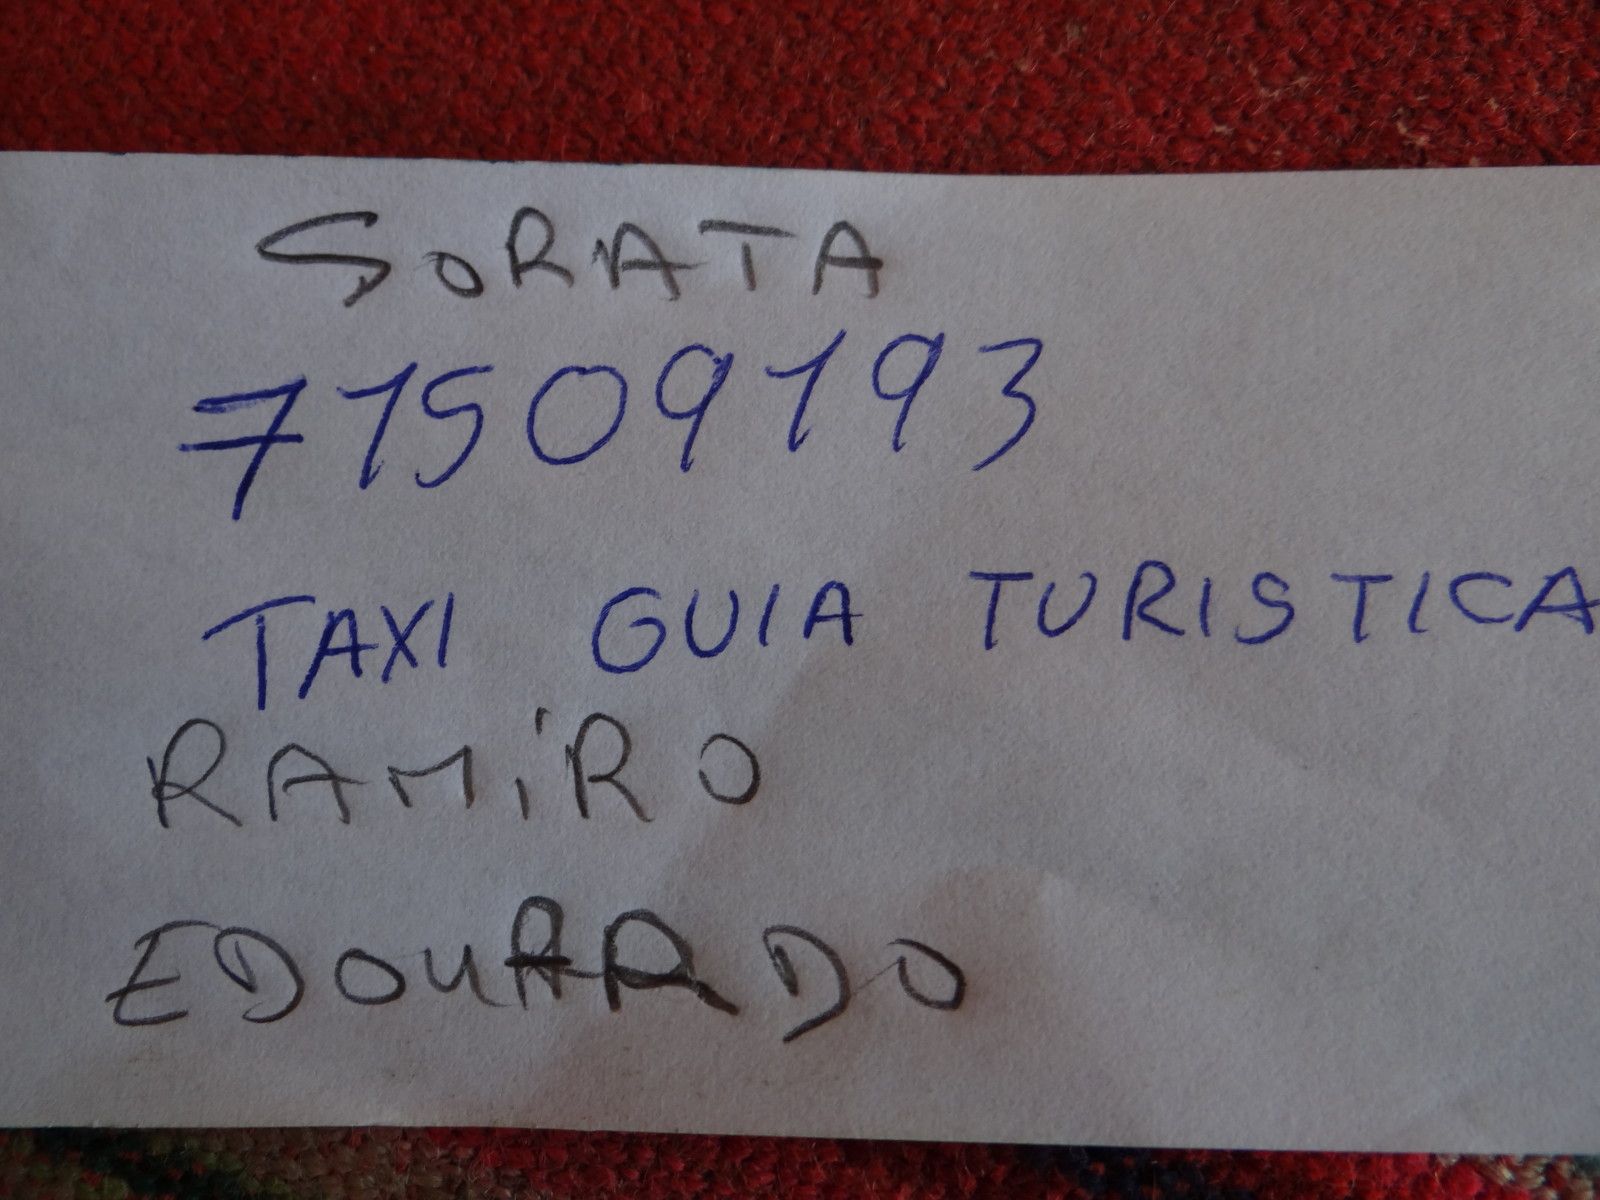 SORATA
71509193
TAXI GUIA TURISTICA
RAMiRO
EDOUARDO